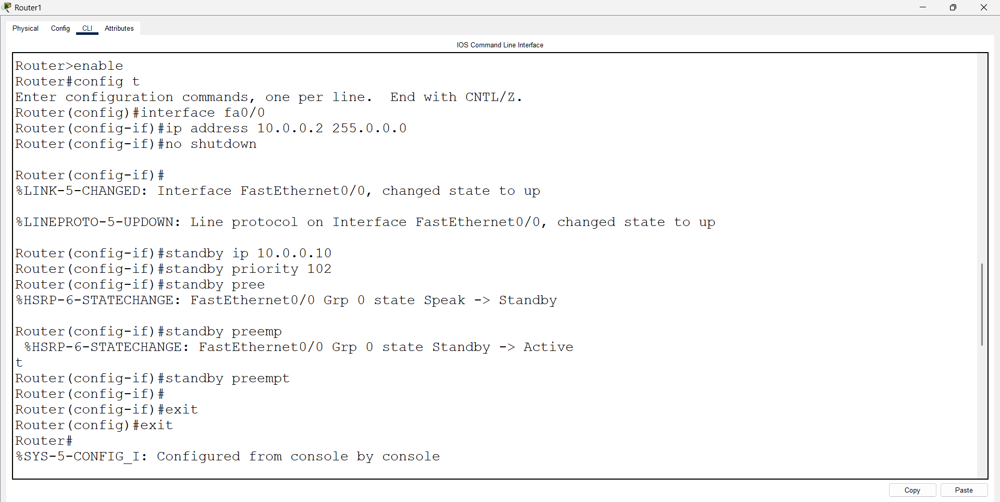 Router1
Physical Config CLI Attributes
IOS Command Line Interface
Router>enable
Router#config t
Enter configuration commands, one per line.  End with CNTL/Z.
Router(config)#interface fa0/0
Router(config-if)#ip address 10.0.0.2 255.0.0.0
Router(config-if)#no shutdown
Router(config-if)#
%LINK-5-CHANGED: Interface FastEthernet0/0, changed state to up
%LINEPROTO-5-UPDOWN: Line protocol on Interface FastEthernet0/0, changed state to up
Router(config-if)#standby ip 10.0.0.10
Router(config-if)#standby priority 102
Router(config-if)#standby pree
%HSRP-6-STATECHANGE: FastEthernet0/0 Grp 0 state Speak -> Standby
Router(config-if)#standby preemp
%HSRP-6-STATECHANGE: FastEthernet0/0 Grp 0 state Standby -> Active
t
Router(config-if)#standby preempt
Router(config-if)#
Router(config-if)#exit
Router(config)#exit
Router#
%SYS-5-CONFIG_I: Configured from console by console
Copy Paste